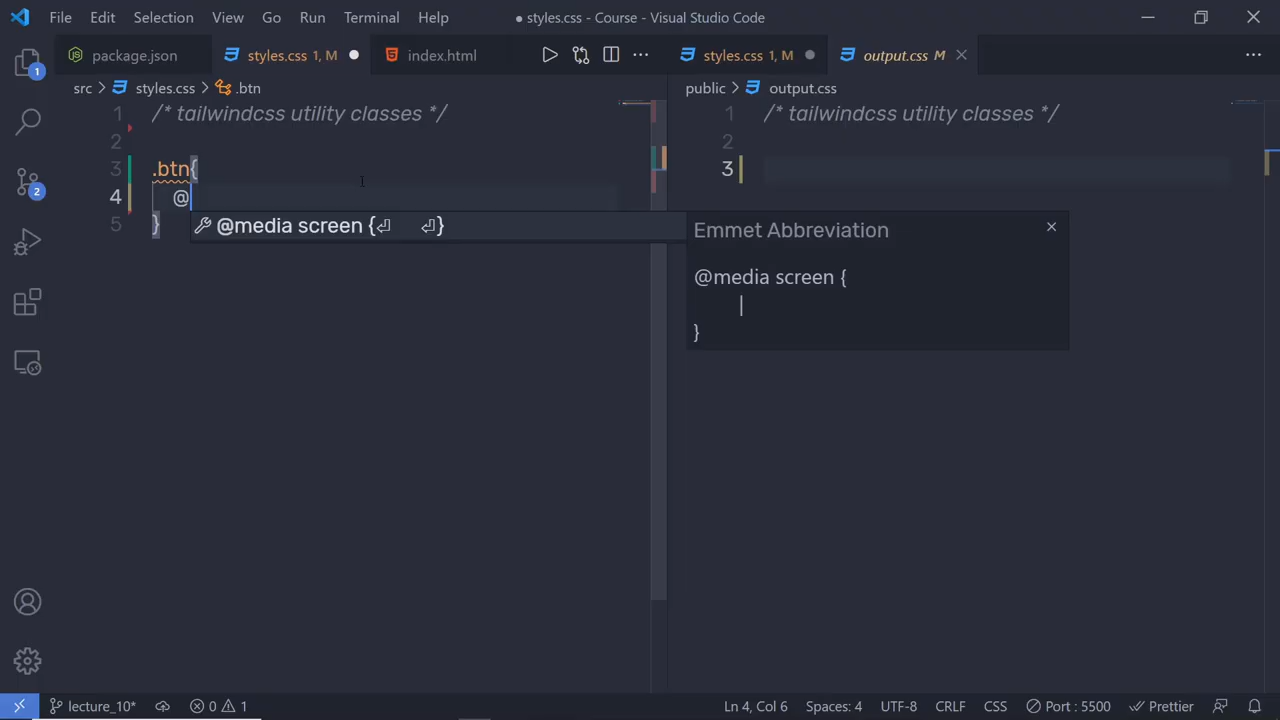 File Edit Selection View Go Run Terminal Help
● styles.css - Course - Visual Studio Code
1
package.json
styles.css 1, M
index.html
styles.css 1, M
output.css M
src > styles.css > .btn
public > output.css
1 /* tailwindcss utility classes */
2
3 .btn{
4 @
5 }
@media screen {⏎ ⏎}
1 /* tailwindcss utility classes */
2
3
Emmet Abbreviation
@media screen {
|
}
2
lecture_10*
0
1
Ln 4, Col 6
Spaces: 4
UTF-8
CRLF
CSS
Port : 5500
Prettier